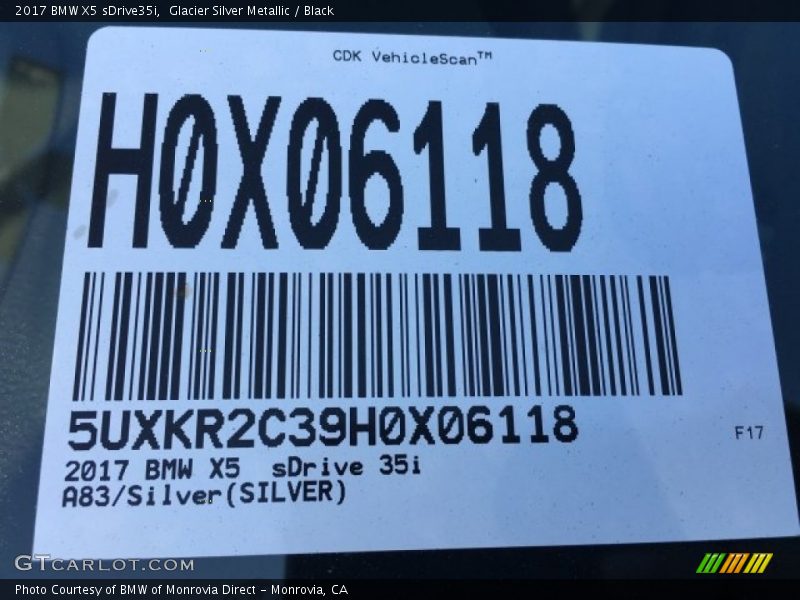 2017 BMW X5 sDrive35i,  Glacier Silver Metallic / Black
CDK VehicleScan™
H0X06118
5UXKR2C39H0X06118
F17
2017 BMW X5  sDrive 35i
A83/Silver(SILVER)
GTCARLOT.COM
Photo Courtesy of BMW of Monrovia Direct - Monrovia, CA